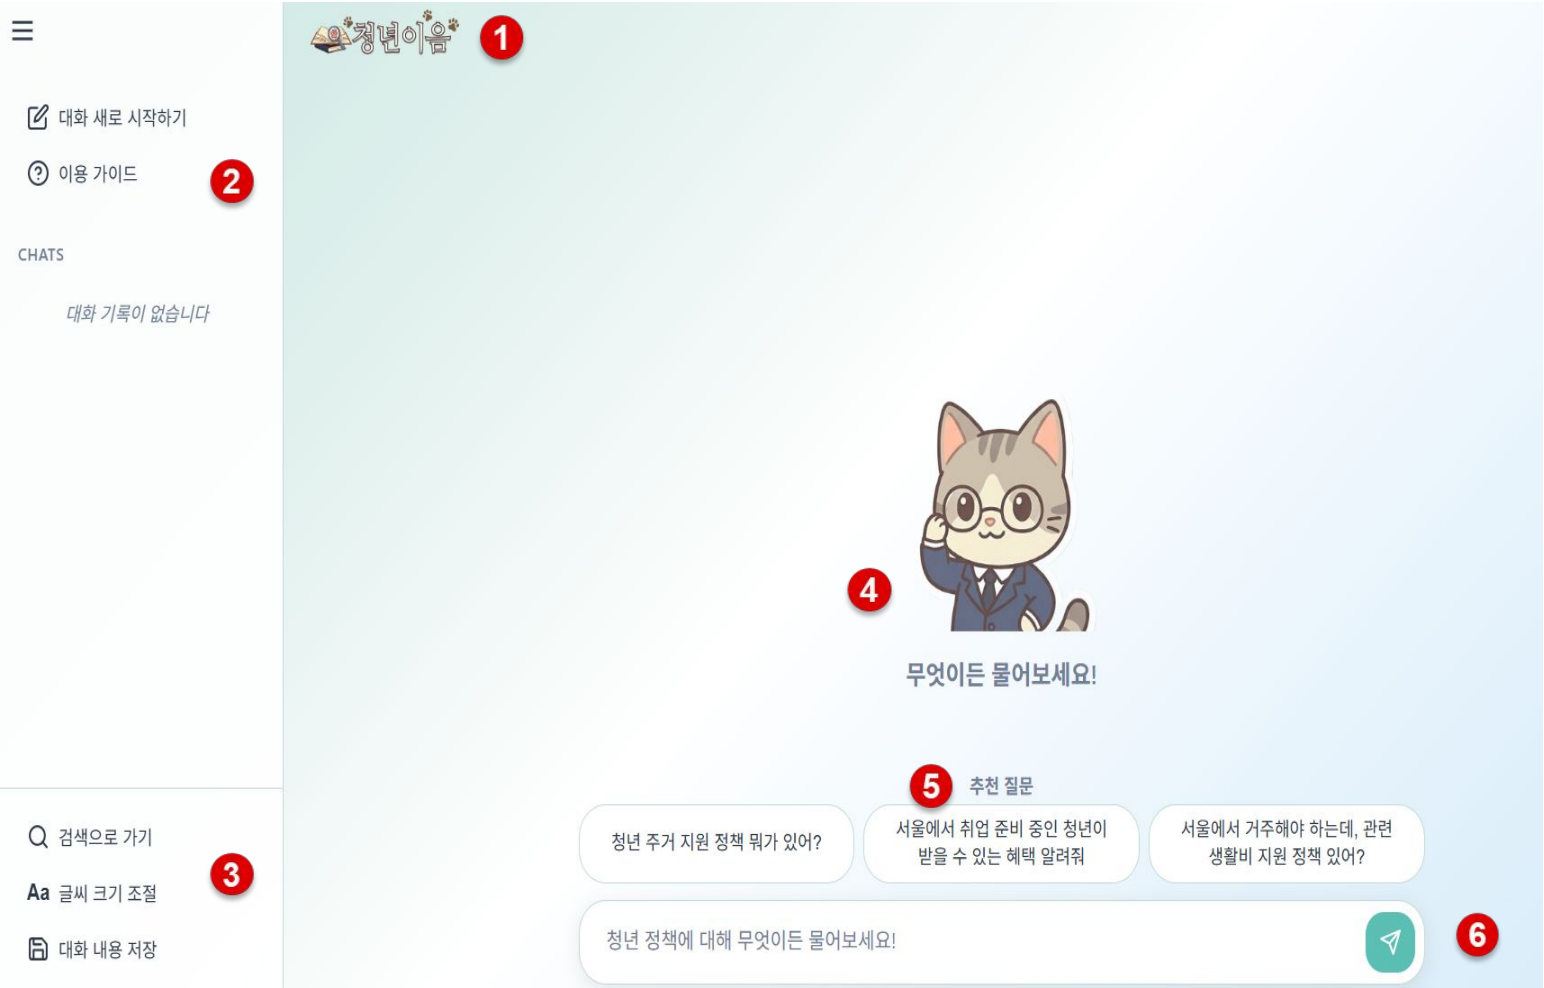 청년이음
1
대화 새로 시작하기
이용 가이드
2
CHATS
대화 기록이 없습니다
검색으로 가기
3
Aa 글씨 크기 조절
대화 내용 저장
4
무엇이든 물어보세요!
5
추천 질문
청년 주거 지원 정책 뭐가 있어?
서울에서 취업 준비 중인 청년이
받을 수 있는 혜택 알려줘
서울에서 거주해야 하는데, 관련
생활비 지원 정책 있어?
청년 정책에 대해 무엇이든 물어보세요!
6